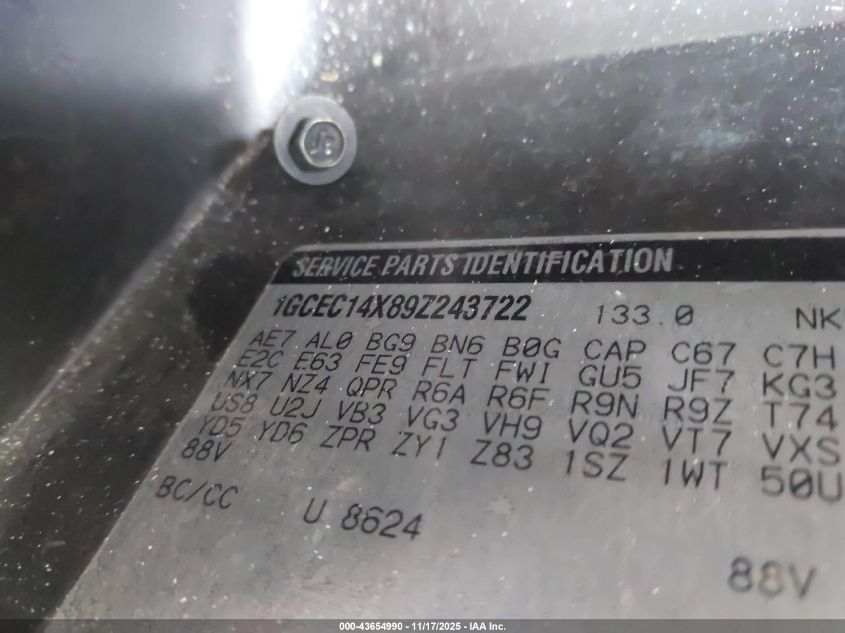 SERVICE PARTS IDENTIFICATION
1GCEC14X89Z243722 133.0 NK
AE7 AL0 BG9 BN6 B0G CAP C67 C7H
E2C E63 FE9 FLT FWI GU5 JF7 KG3
NX7 NZ4 QPR R6A R6F R9N R9Z T74
US8 U2J VB3 VG3 VH9 VQ2 VT7 VXS
YD5 YD6 ZPR ZY1 Z83 1SZ 1WT 50U
88V
BC/CC U 8624
88V
000-43654990 - 11/17/2025 - IAA Inc.